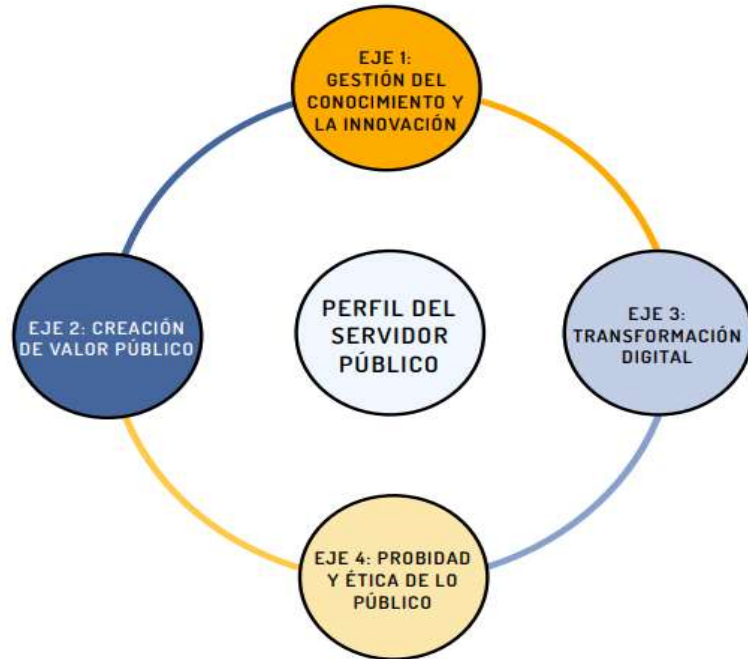 EJE 1:
GESTIÓN DEL
CONOCIMIENTO Y
LA INNOVACIÓN
EJE 2: CREACIÓN
DE VALOR PÚBLICO
PERFIL DEL
SERVIDOR
PÚBLICO
EJE 3:
TRANSFORMACIÓN
DIGITAL
EJE 4: PROBIDAD
Y ÉTICA DE LO
PÚBLICO